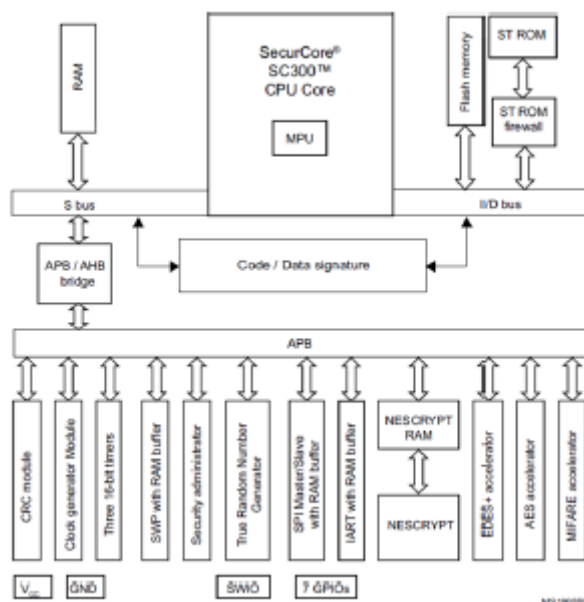 RAM
SecurCore®
SC300™
CPU Core
MPU
Flash memory
ST ROM
ST ROM
firewall
S bus
I/D bus
APB / AHB
bridge
Code / Data signature
APB
CRC module
Clock generator Module
Three 16-bit timers
SWP with RAM buffer
Security administrator
True Random Number
Generator
SPI Master/Slave
with RAM buffer
IART with RAM buffer
NESCRYPT
RAM
NESCRYPT
EDES+ accelerator
AES accelerator
MIFARE accelerator
VCC
GND
SWIO
7 GPIOs